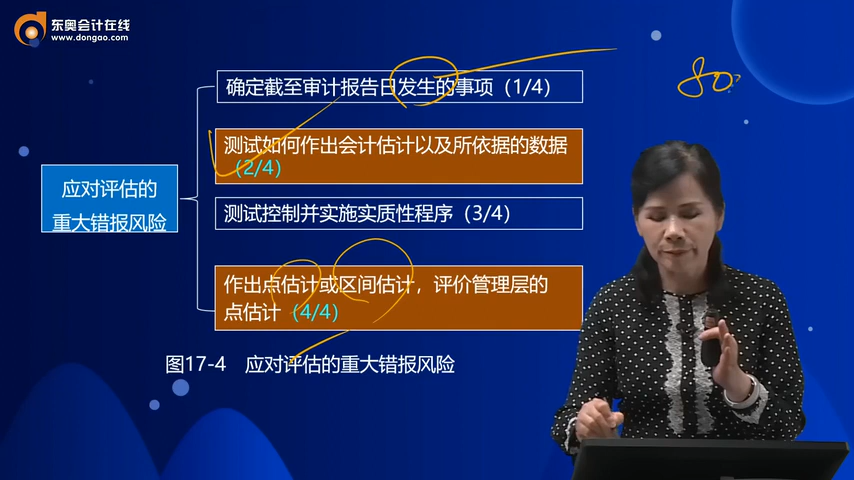 东奥会计在线
www.dongao.com
确定截至审计报告日发生的事项（1/4）
测试如何作出会计估计以及所依据的数据
（2/4）
应对评估的
重大错报风险
测试控制并实施实质性程序（3/4）
作出点估计或区间估计，评价管理层的
点估计（4/4）
图17-4 应对评估的重大错报风险